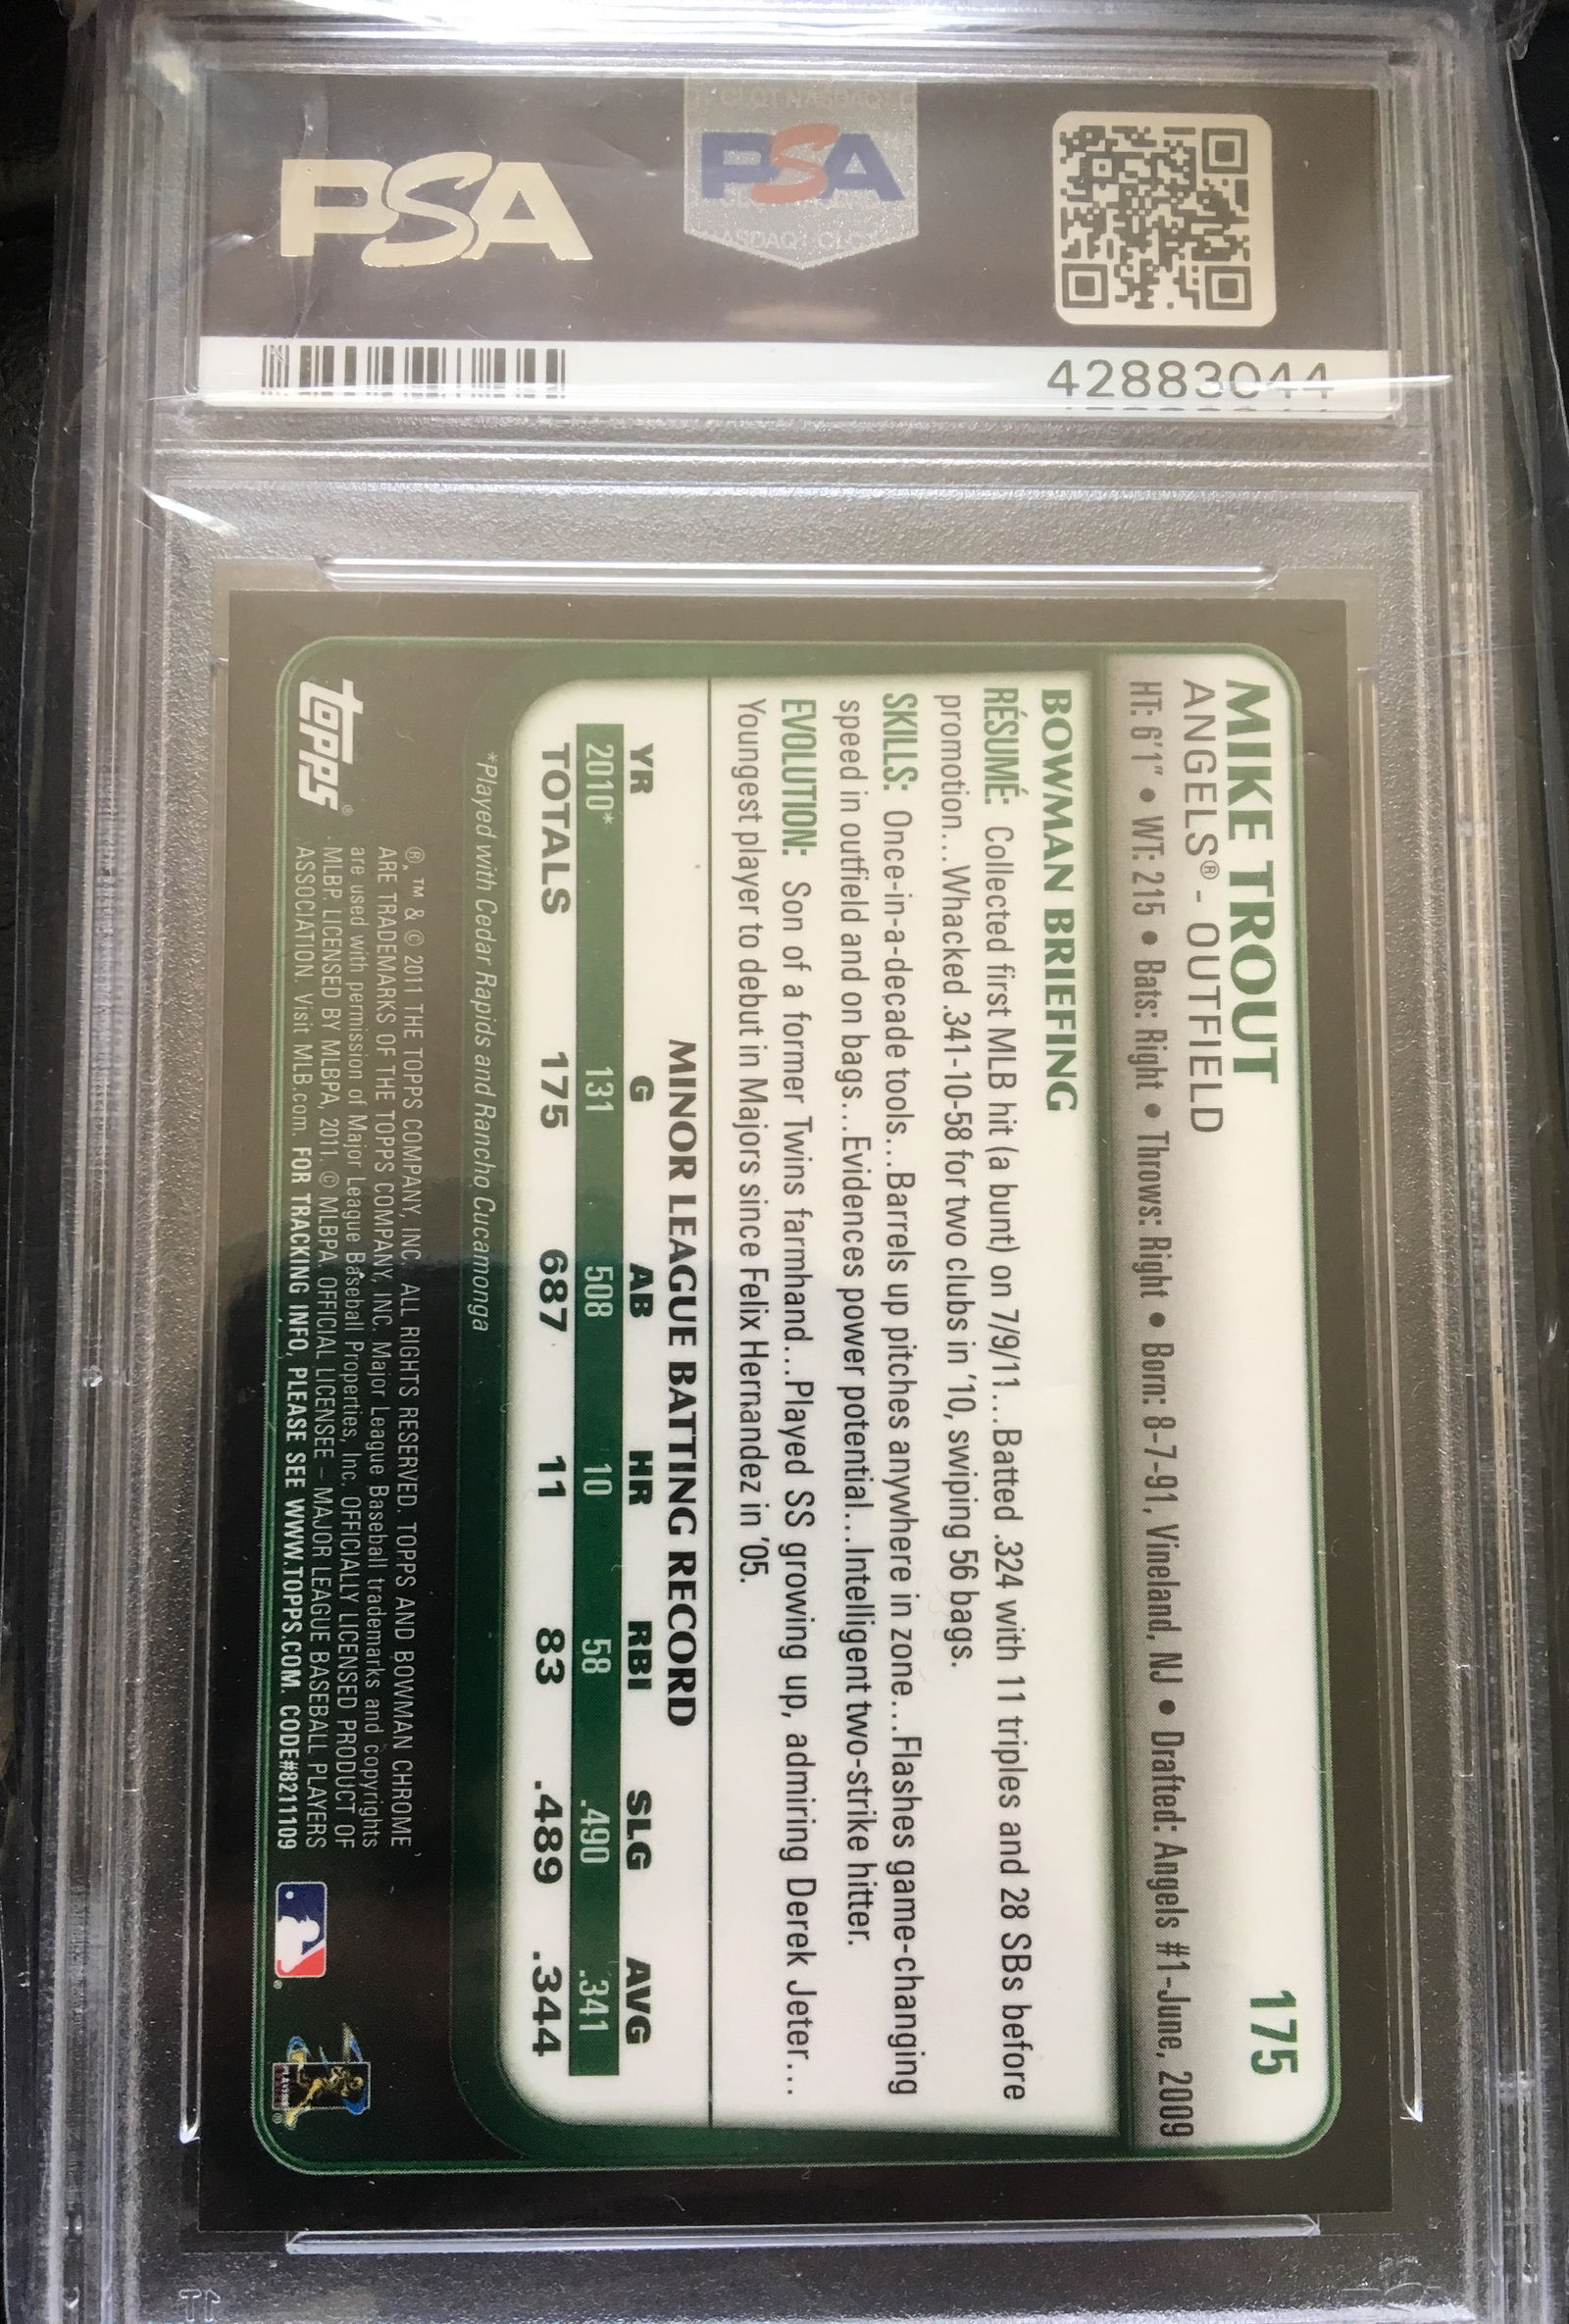 PSA
PSA
NASDAQ: CLCT
42883044
MIKE TROUT
175
ANGELS® - OUTFIELD
HT: 6'1" • WT: 215 • Bats: Right • Throws: Right • Born: 8-7-91, Vineland, NJ • Drafted: Angels #1-June, 2009
BOWMAN BRIEFING
RÉSUMÉ: Collected first MLB hit (a bunt) on 7/9/11...Batted .324 with 11 triples and 28 SBs before
promotion...Whacked .341-10-58 for two clubs in '10, swiping 56 bags.
SKILLS: Once-in-a-decade tools...Barrels up pitches anywhere in zone...Flashes game-changing
speed in outfield and on bags...Evidences power potential...Intelligent two-strike hitter.
EVOLUTION: Son of a former Twins farmhand...Played SS growing up, admiring Derek Jeter...
Youngest player to debut in Majors since Felix Hernandez in '05.
MINOR LEAGUE BATTING RECORD
YR G AB HR RBI SLG AVG
2010* 131 508 10 58 .490 .341
TOTALS 175 687 11 83 .489 .344
*Played with Cedar Rapids and Rancho Cucamonga
topps®
®, ™ & © 2011 THE TOPPS COMPANY, INC. ALL RIGHTS RESERVED. TOPPS AND BOWMAN CHROME
ARE TRADEMARKS OF THE TOPPS COMPANY, INC. Major League Baseball trademarks and copyrights
are used with permission of Major League Baseball Properties, Inc. OFFICIALLY LICENSED PRODUCT OF
MLBP. LICENSED BY MLBPA, 2011. © MLBPA OFFICIAL LICENSEE – MAJOR LEAGUE BASEBALL PLAYERS
ASSOCIATION. Visit MLB.com. FOR TRACKING INFO, PLEASE SEE WWW.TOPPS.COM. CODE#8211109